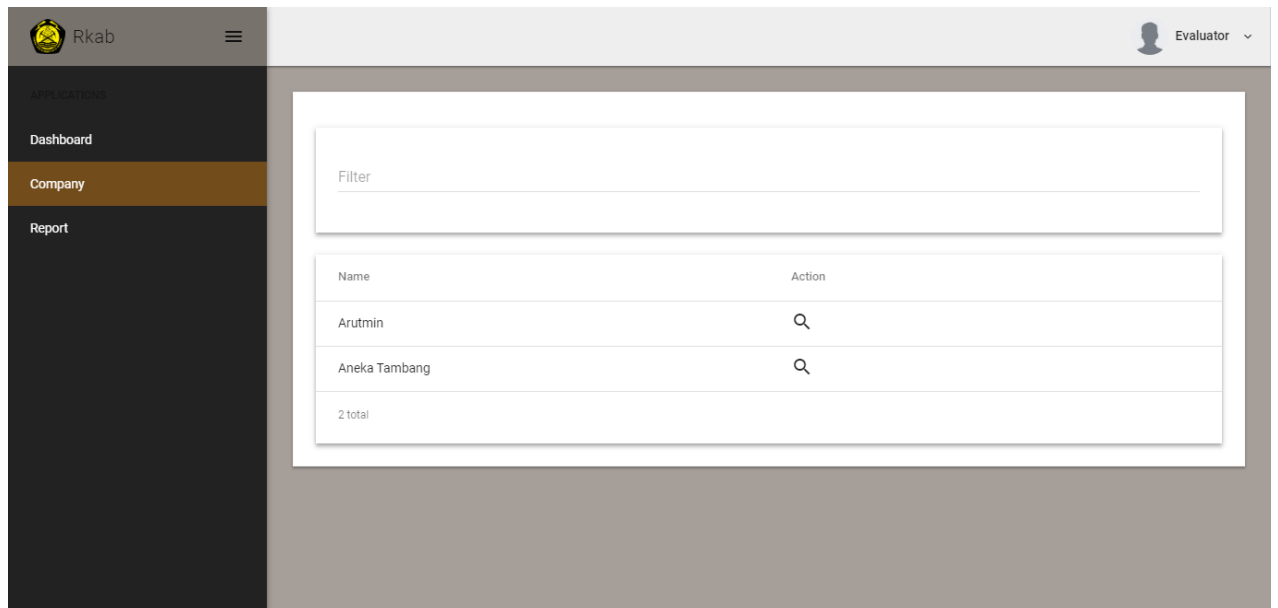 Rkab
Evaluator
APPLICATIONS
Dashboard
Company
Report
Filter
Name Action
Arutmin
Aneka Tambang
2 total